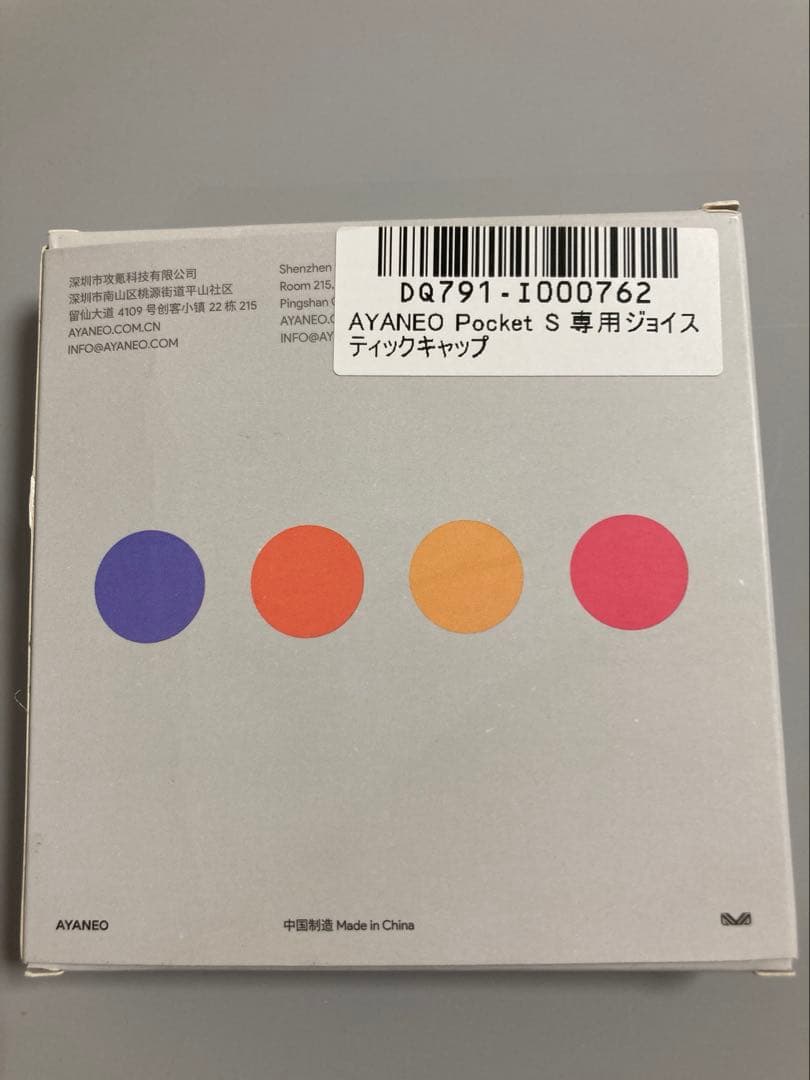 深圳市攻氪科技有限公司
深圳市南山区桃源街道平山社区
留仙大道 4109 号创客小镇 22 栋 215
AYANEO.COM.CN
INFO@AYANEO.COM
Shenzhen
Room 215,
Pingshan
DQ791-I000762
AYANEO Pocket S 専用ジョイス
ティックキャップ
AYANEO
中国制造 Made in China